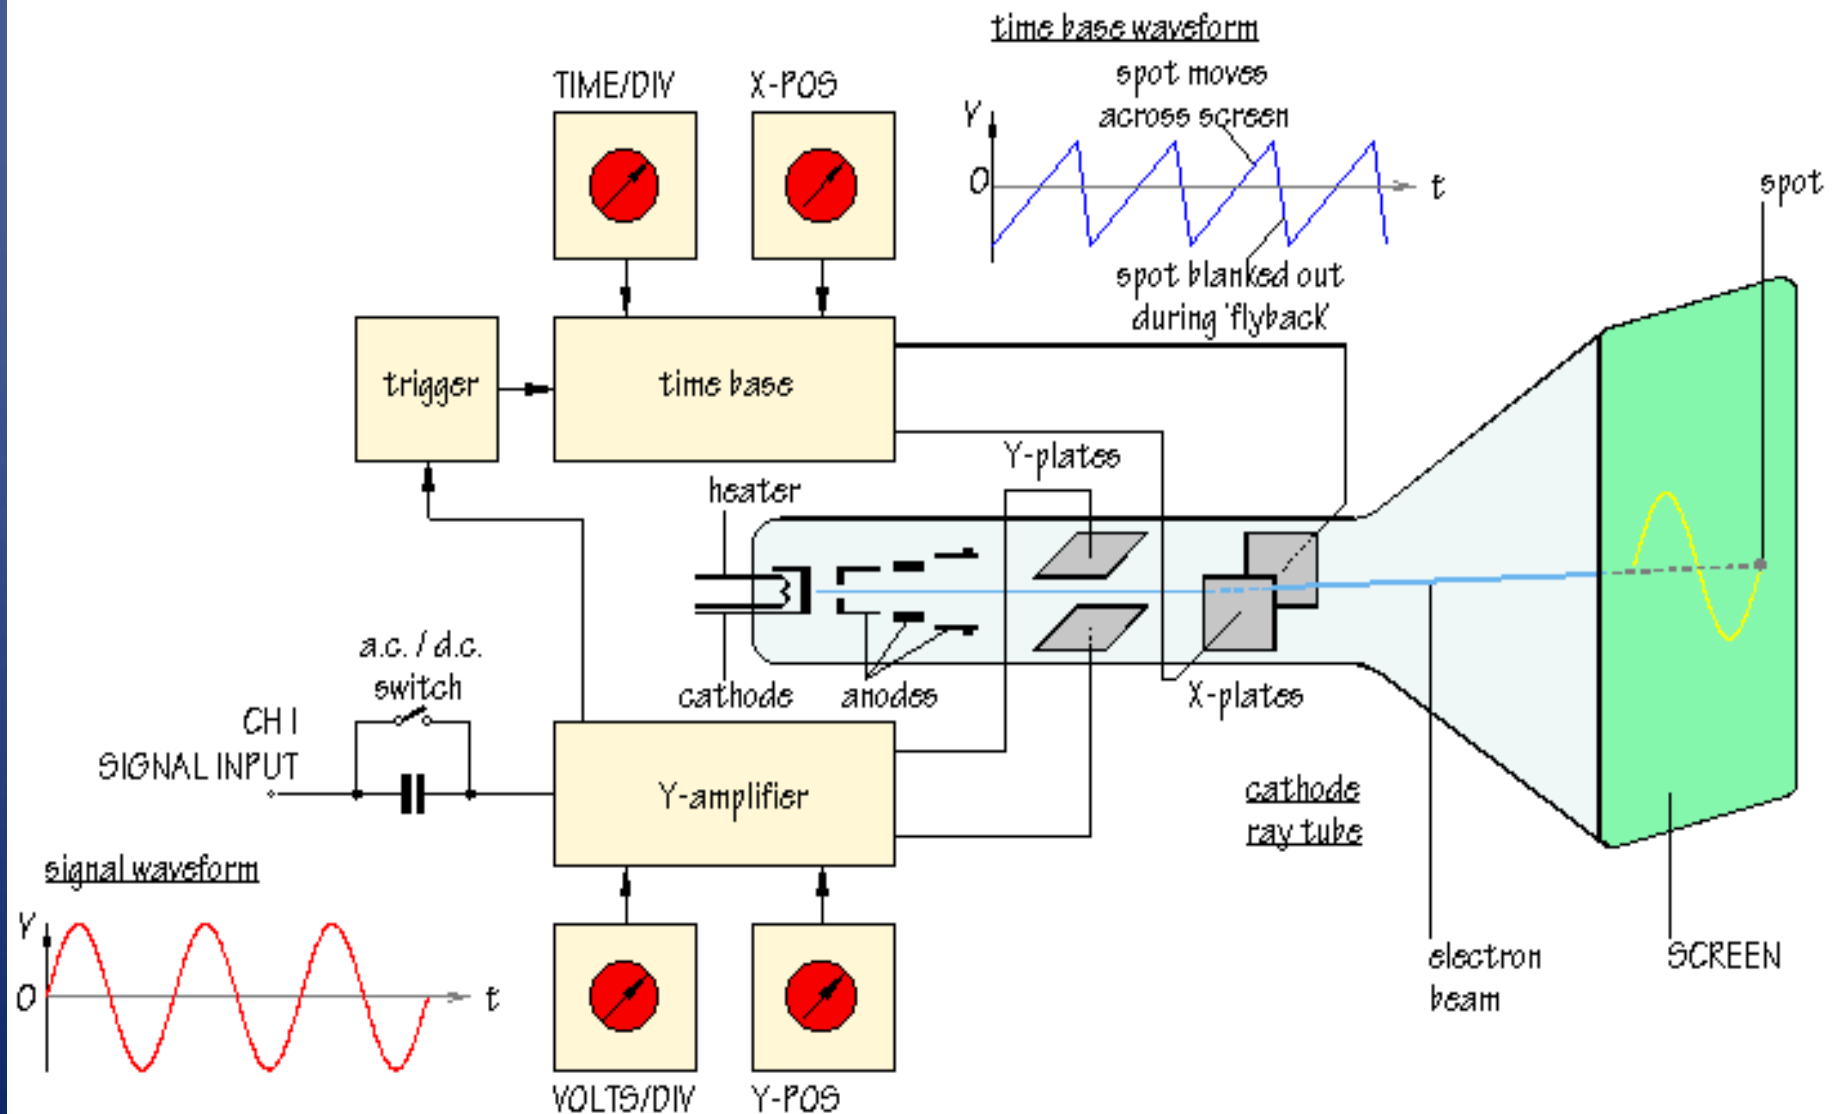 time base waveform
TIME/DIV
X-POS
spot moves
across screen
V
O
t
spot
spot blanked out
during 'flyback'
trigger
time base
Y-plates
heater
a.c. / d.c.
switch
cathode
anodes
X-plates
CH I
SIGNAL INPUT
Y-amplifier
cathode
ray tube
signal waveform
V
O
t
electron
beam
SCREEN
VOLTS/DIV
Y-POS